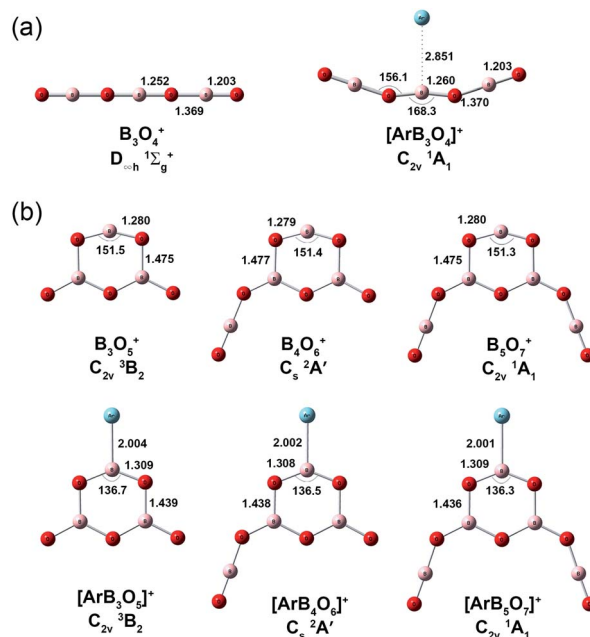 (a)
Ar
2.851
1.252 1.203
O B O B O B O
1.369
B₃O₄⁺
D∞h ¹Σg⁺
156.1 1.260 1.203
O B O B O B O
168.3 1.370
[ArB₃O₄]⁺
C₂ᵥ ¹A₁
(b)
1.280
B
O O
151.5 1.475
B B
O O O
B₃O₅⁺
C₂ᵥ ³B₂
1.279
B
O O
1.477 151.4
B B
O O O
B
O
B₄O₆⁺
Cₛ ²A′
1.280
B
O O
1.475 151.3
B B
O O O
B B
O O
B₅O₇⁺
C₂ᵥ ¹A₁
Ar
2.004
B
1.309
O O
136.7 1.439
B B
O O O
[ArB₃O₅]⁺
C₂ᵥ ³B₂
Ar
2.002
B
1.308
O O
1.438 136.5
B B
O O O
B
O
[ArB₄O₆]⁺
Cₛ ²A′
Ar
2.001
B
1.309
O O
1.436 136.3
B B
O O O
B B
O O
[ArB₅O₇]⁺
C₂ᵥ ¹A₁